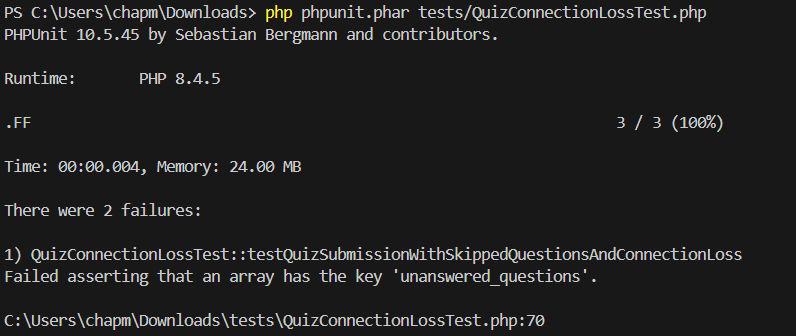 PS C:\Users\chapm\Downloads> php phpunit.phar tests/QuizConnectionLossTest.php
PHPUnit 10.5.45 by Sebastian Bergmann and contributors.
Runtime:       PHP 8.4.5
.FF                                                                 3 / 3 (100%)
Time: 00:00.004, Memory: 24.00 MB
There were 2 failures:
1) QuizConnectionLossTest::testQuizSubmissionWithSkippedQuestionsAndConnectionLoss
Failed asserting that an array has the key 'unanswered_questions'.
C:\Users\chapm\Downloads\tests\QuizConnectionLossTest.php:70